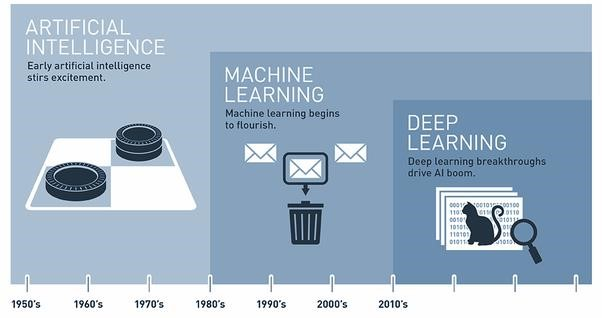 ARTIFICIAL
INTELLIGENCE
Early artificial intelligence
stirs excitement.
MACHINE
LEARNING
Machine learning begins
to flourish.
DEEP
LEARNING
Deep learning breakthroughs
drive AI boom.
1950's 1960's 1970's 1980's 1990's 2000's 2010's